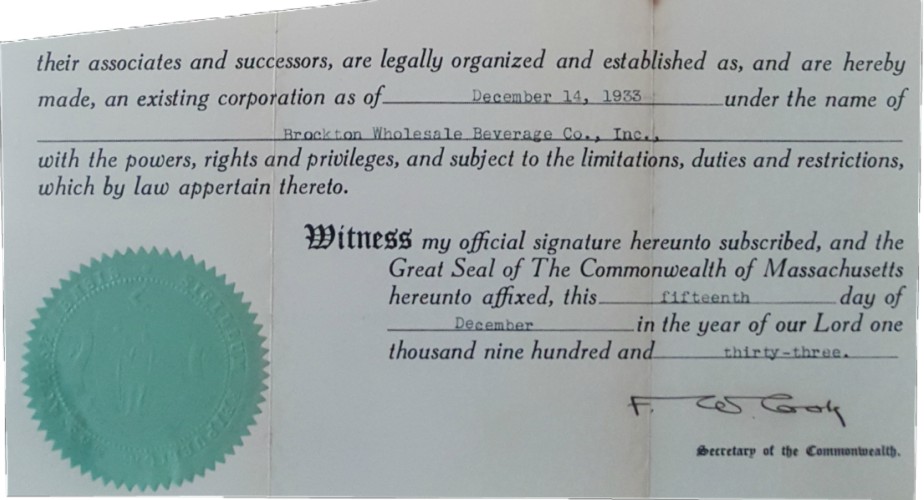 their associates and successors, are legally organized and established as, and are hereby
made, an existing corporation as of December 14, 1933 under the name of
Brockton Wholesale Beverage Co., Inc.,
with the powers, rights and privileges, and subject to the limitations, duties and restrictions,
which by law appertain thereto.
Witness my official signature hereunto subscribed, and the
Great Seal of The Commonwealth of Massachusetts
hereunto affixed, this fifteenth day of
December in the year of our Lord one
thousand nine hundred and thirty-three.
F. W. Cook
Secretary of the Commonwealth.